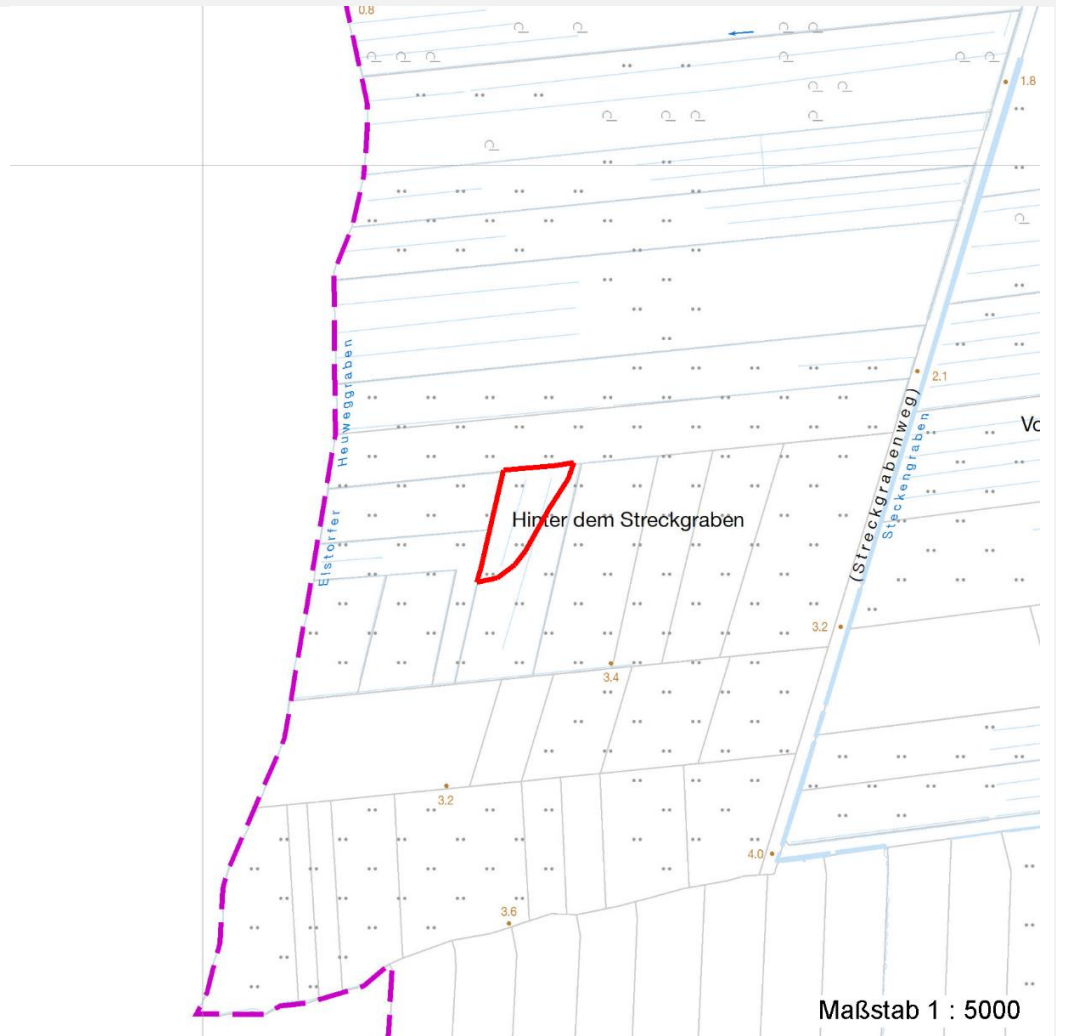 0.8
1.8
Heuweggraben
2.1
(Streckgrabenweg)
Steckengraben
Hinter dem Streckgraben
Elstorfer
3.2
3.4
3.2
4.0
3.6
Maßstab 1 : 5000